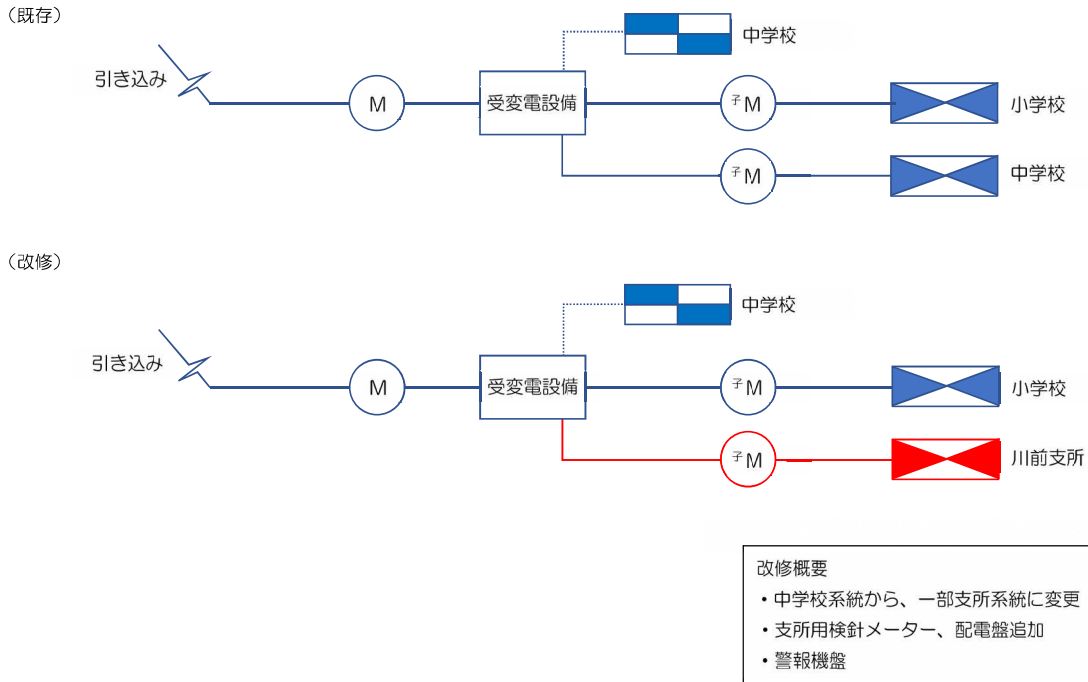 （既存）
中学校
引き込み
M
受変電設備
子M
小学校
子M
中学校
（改修）
中学校
引き込み
M
受変電設備
子M
小学校
子M
川前支所
改修概要
・中学校系統から、一部支所系統に変更
・支所用検針メーター、配電盤追加
・警報機盤